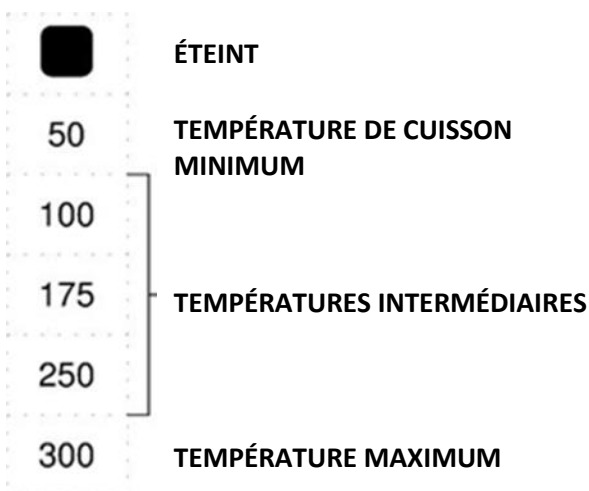 ÉTEINT
50 TEMPÉRATURE DE CUISSON
MINIMUM
100
175 TEMPÉRATURES INTERMÉDIAIRES
250
300 TEMPÉRATURE MAXIMUM